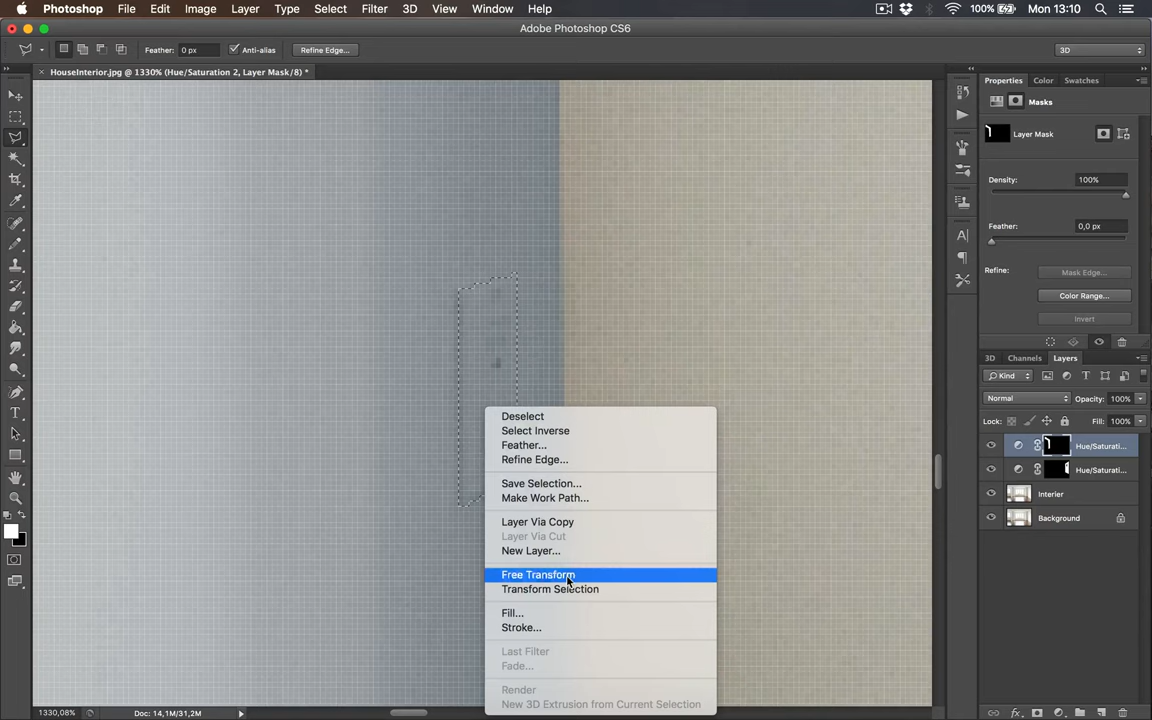 Photoshop File Edit Image Layer Type Select Filter 3D View Window Help 100% Mon 13:10
Adobe Photoshop CS6
Feather: 0 px Anti-alias Refine Edge... 3D
HouseInterior.jpg @ 1330% (Hue/Saturation 2, Layer Mask/8) *
Properties Color Swatches
Masks
Layer Mask
Density: 100%
Feather: 0,0 px
Refine: Mask Edge...
Color Range...
Invert
3D Channels Layers
Kind
Normal Opacity: 100%
Lock: Fill: 100%
Hue/Saturati...
Hue/Saturati...
Interier
Background
Deselect
Select Inverse
Feather...
Refine Edge...
Save Selection...
Make Work Path...
Layer Via Copy
Layer Via Cut
New Layer...
Free Transform
Transform Selection
Fill...
Stroke...
Last Filter
Fade...
Render
New 3D Extrusion from Current Selection
1330,08% Doc: 14,1M/31,2M